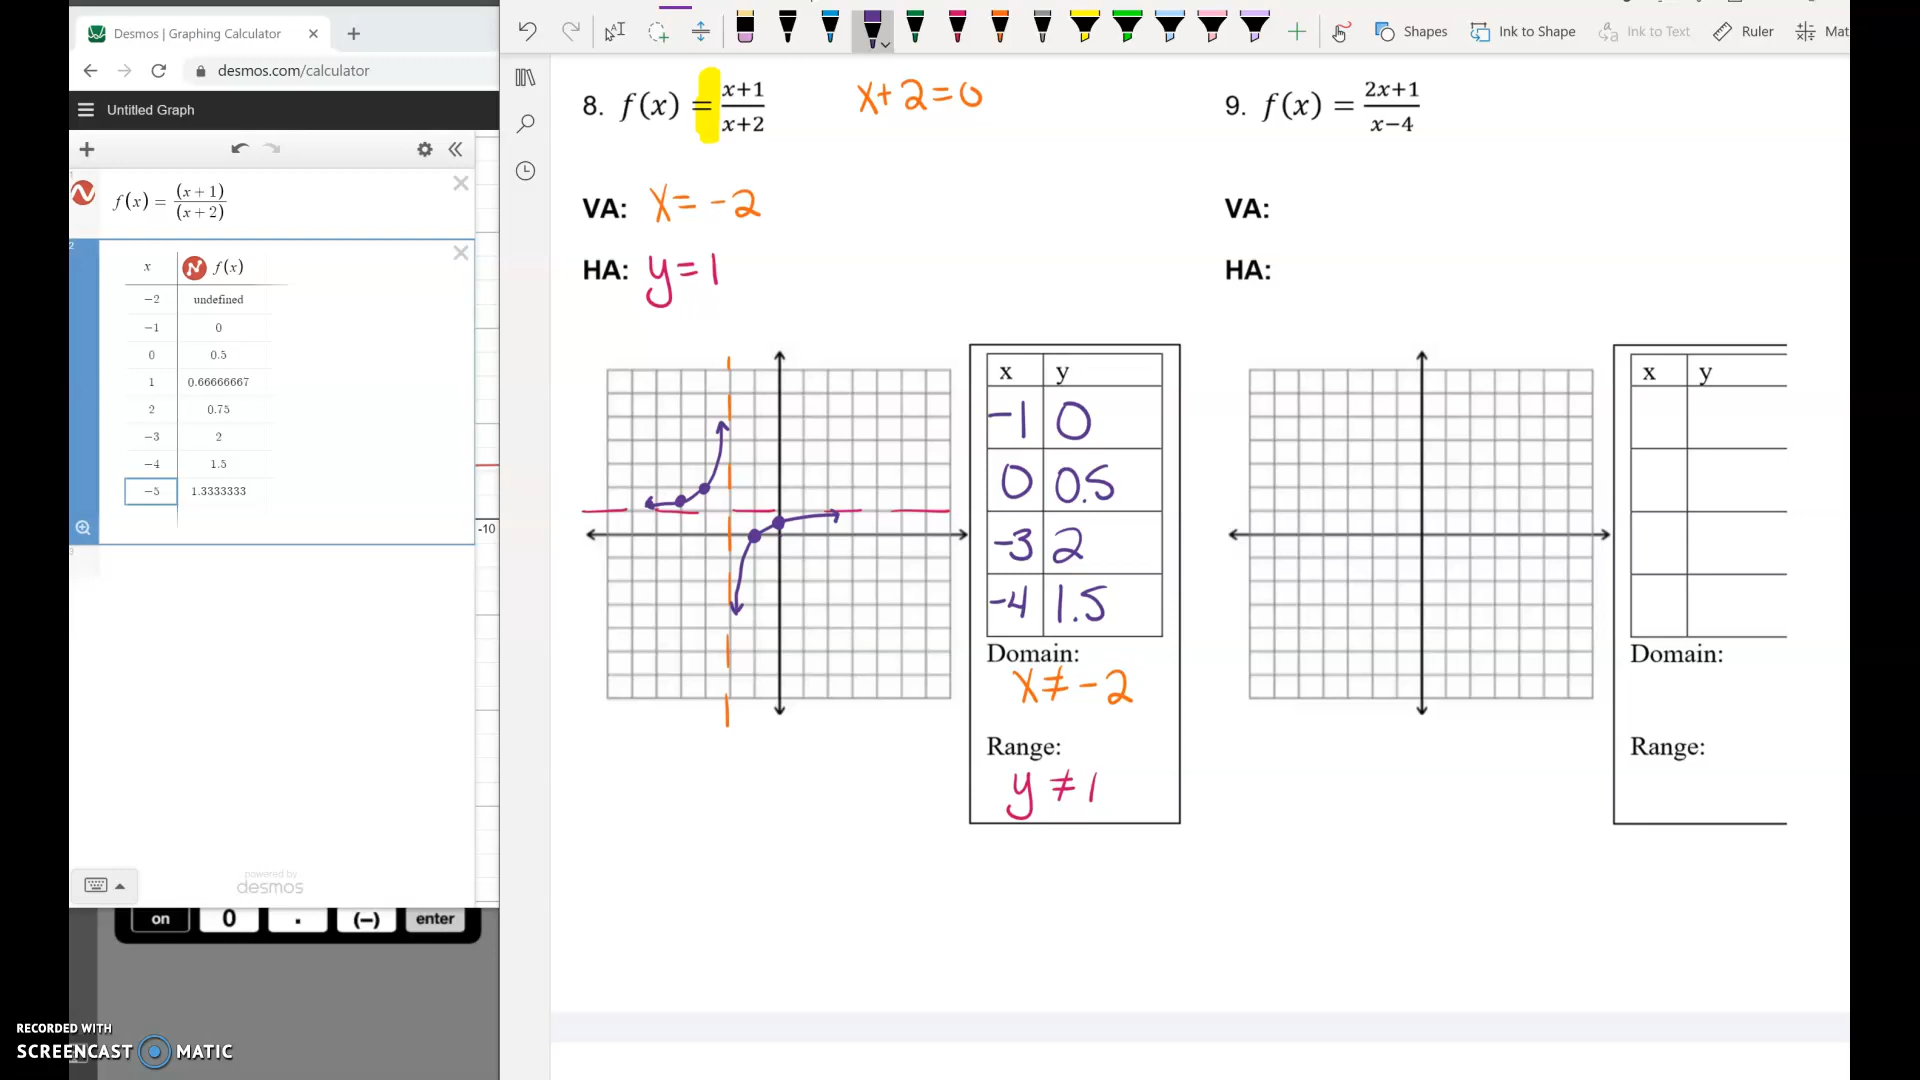 Desmos | Graphing Calculator
desmos.com/calculator
Untitled Graph
1
f(x) = (x + 1)/(x + 2)
2
x f(x)
−2 undefined
−1 0
0 0.5
1 0.66666667
2 0.75
−3 2
−4 1.5
−5 1.3333333
3
-10
powered by
desmos
on 0 . (−) enter
RECORDED WITH
SCREENCAST MATIC
Shapes Ink to Shape Ink to Text Ruler Mat
8. f(x) = x+1/x+2
x+2=0
VA: x = -2
HA: y = 1
x y
-1 0
0 0.5
-3 2
-4 1.5
Domain:
x ≠ -2
Range:
y ≠ 1
9. f(x) = 2x+1/x−4
VA:
HA:
x y
Domain:
Range: